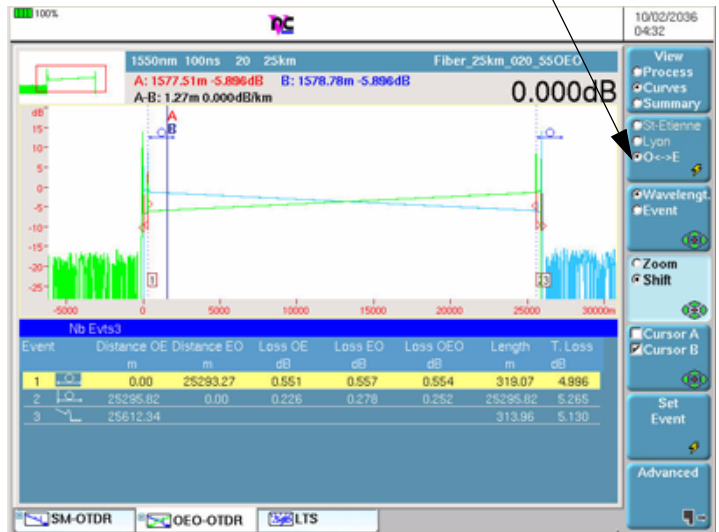 100%
10/02/2036
04:32
1550nm 100ns 20 25km Fiber_25km_020_55OEO
A: 1577.51m -5.896dB B: 1578.78m -5.896dB
A-B: 1.27m 0.000dB/km
0.000dB
dB
15-
10-
5-
0-
-5-
-10-
-15-
-20-
-25-
A
B
1
2 3
-5000 0 5000 10000 15000 20000 25000 30000m
Nb Evts3
Event Distance OE Distance EO Loss OE Loss EO Loss OEO Length T. Loss
m m dB dB dB m dB
1 0.00 25293.27 0.551 0.557 0.554 319.07 4.996
2 25295.82 0.00 0.226 0.278 0.252 25295.82 5.265
3 25612.34 313.96 5.130
SM-OTDR OEO-OTDR LTS
View
Process
Curves
Summary
St-Etienne
Lyon
O<->E
Wavelengt.
Event
Zoom
Shift
Cursor A
Cursor B
Set
Event
Advanced